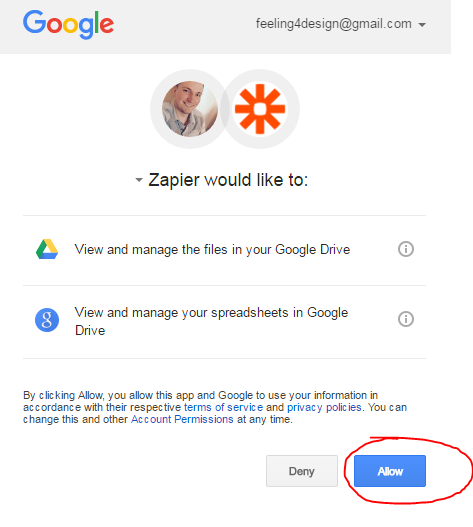 Google
feeling4design@gmail.com
Zapier would like to:
View and manage the files in your Google Drive
View and manage your spreadsheets in Google
Drive
By clicking Allow, you allow this app and Google to use your information in
accordance with their respective terms of service and privacy policies. You can
change this and other Account Permissions at any time.
Deny
Allow